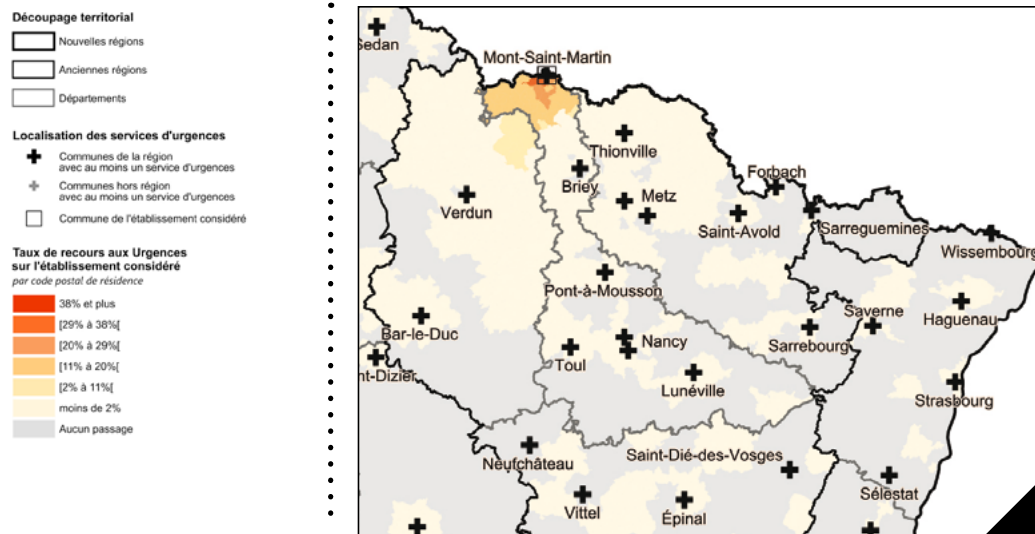 Découpage territorial
Nouvelles régions
Anciennes régions
Départements
Localisation des services d'urgences
Communes de la région
avec au moins un service d'urgences
Communes hors région
avec au moins un service d'urgences
Commune de l'établissement considéré
Taux de recours aux Urgences
sur l'établissement considéré
par code postal de résidence
38% et plus
[29% à 38%[
[20% à 29%[
[11% à 20%[
[2% à 11%[
moins de 2%
Aucun passage
Sedan
Mont-Saint-Martin
Thionville
Briey
Forbach
Metz
Verdun
Saint-Avold
Sarreguemines
Wissembourg
Pont-à-Mousson
Saverne
Haguenau
Bar-le-Duc
Nancy
Sarrebourg
nt-Dizier
Toul
Lunéville
Strasbourg
Neufchâteau
Saint-Dié-des-Vosges
Sélestat
Vittel
Épinal